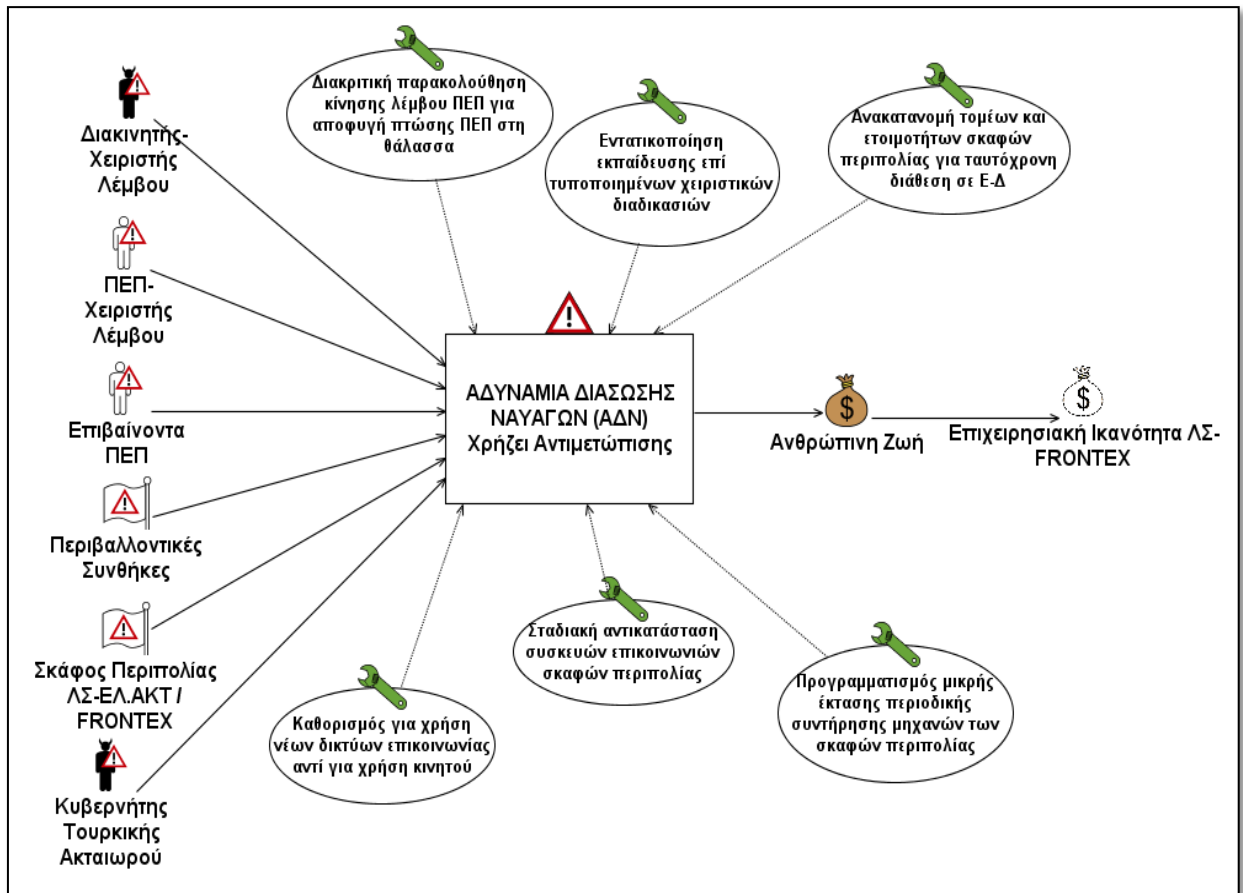 Διακριτική παρακολούθηση
κίνησης λέμβου ΠΕΠ για
αποφυγή πτώσης ΠΕΠ στη
θάλασσα
Εντατικοποίηση
εκπαίδευσης επί
τυποποιημένων χειριστικών
διαδικασιών
Ανακατανομή τομέων και
ετοιμοτήτων σκαφών
περιπολίας για ταυτόχρονη
διάθεση σε Ε-Δ
Διακινητής-
Χειριστής
Λέμβου
ΠΕΠ-
Χειριστής
Λέμβου
Επιβαίνοντα
ΠΕΠ
Περιβαλλοντικές
Συνθήκες
Σκάφος Περιπολίας
ΛΣ-ΕΛ.ΑΚΤ /
FRONTEX
Κυβερνήτης
Τουρκικής
Ακταιωρού
ΑΔΥΝΑΜΙΑ ΔΙΑΣΩΣΗΣ
ΝΑΥΑΓΩΝ (ΑΔΝ)
Χρήζει Αντιμετώπισης
$
Ανθρώπινη Ζωή
$
Επιχειρησιακή Ικανότητα ΛΣ-
FRONTEX
Καθορισμός για χρήση
νέων δικτύων επικοινωνίας
αντί για χρήση κινητού
Σταδιακή αντικατάσταση
συσκευών επικοινωνιών
σκαφών περιπολίας
Προγραμματισμός μικρής
έκτασης περιοδικής
συντήρησης μηχανών των
σκαφών περιπολίας